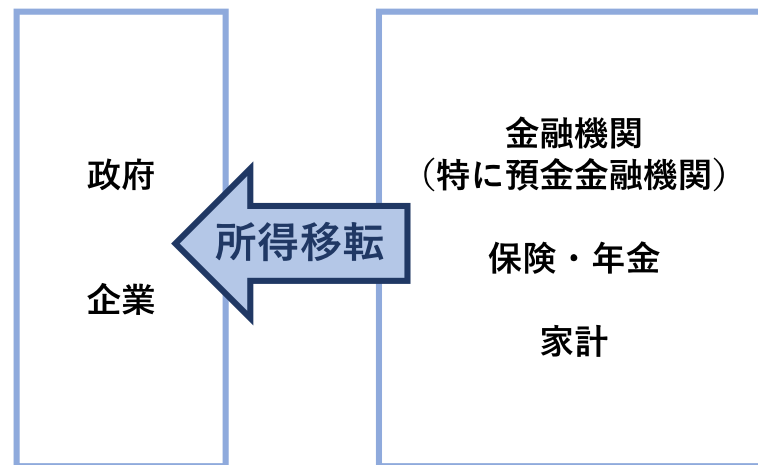 政府
企業
所得移転
金融機関
（特に預金金融機関）
保険・年金
家計